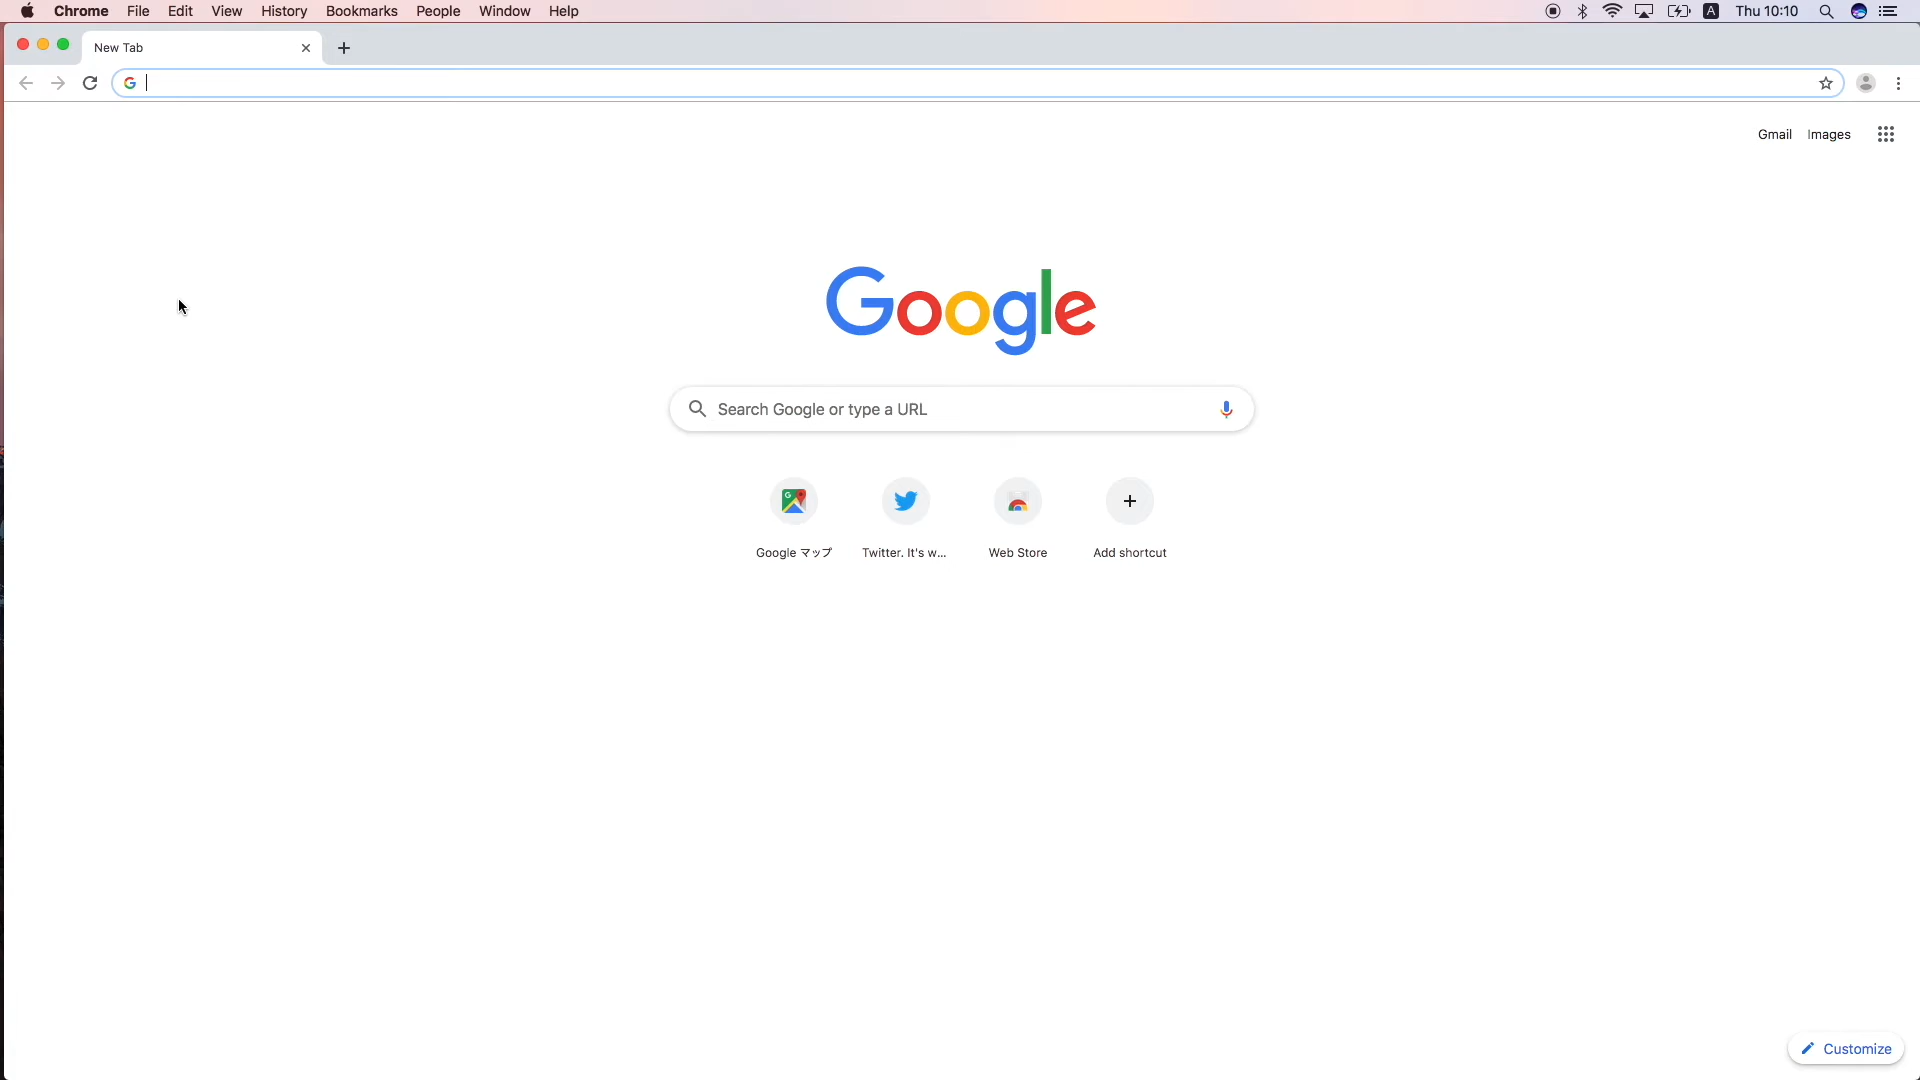 Chrome File Edit View History Bookmarks People Window Help A Thu 10:10
New Tab
Gmail Images
Google
Search Google or type a URL
Google マップ Twitter. It's w... Web Store Add shortcut
Customize